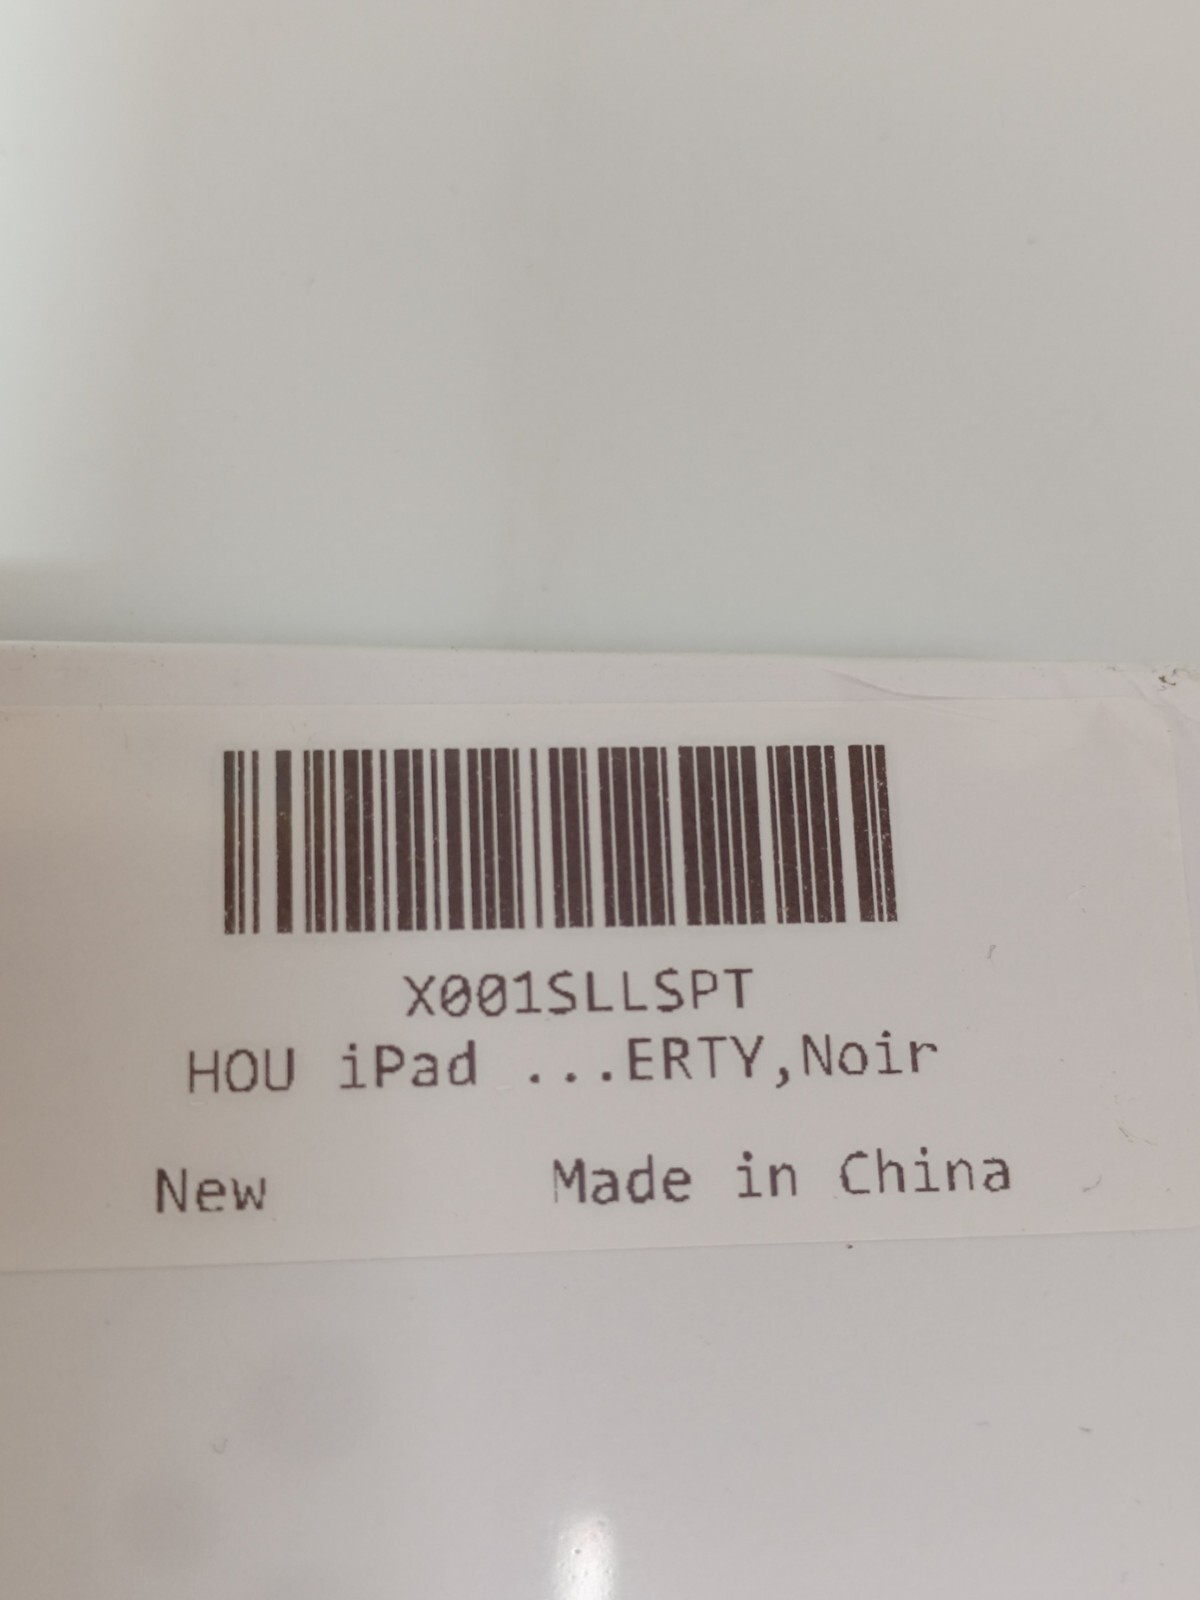 X001SLLSPT
HOU iPad ...ERTY,Noir
New Made in China